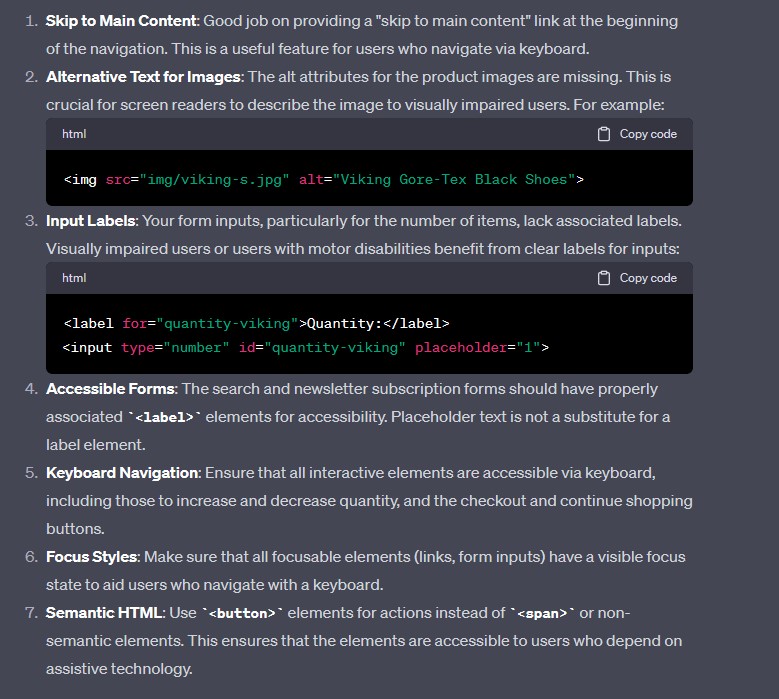 1. Skip to Main Content: Good job on providing a "skip to main content" link at the beginning
of the navigation. This is a useful feature for users who navigate via keyboard.
2. Alternative Text for Images: The alt attributes for the product images are missing. This is
crucial for screen readers to describe the image to visually impaired users. For example:
html Copy code
<img src="img/viking-s.jpg" alt="Viking Gore-Tex Black Shoes">
3. Input Labels: Your form inputs, particularly for the number of items, lack associated labels.
Visually impaired users or users with motor disabilities benefit from clear labels for inputs:
html Copy code
<label for="quantity-viking">Quantity:</label>
<input type="number" id="quantity-viking" placeholder="1">
4. Accessible Forms: The search and newsletter subscription forms should have properly
associated `<label>` elements for accessibility. Placeholder text is not a substitute for a
label element.
5. Keyboard Navigation: Ensure that all interactive elements are accessible via keyboard,
including those to increase and decrease quantity, and the checkout and continue shopping
buttons.
6. Focus Styles: Make sure that all focusable elements (links, form inputs) have a visible focus
state to aid users who navigate with a keyboard.
7. Semantic HTML: Use `<button>` elements for actions instead of `<span>` or non-
semantic elements. This ensures that the elements are accessible to users who depend on
assistive technology.